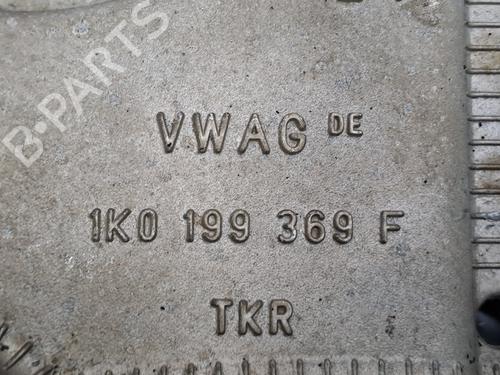 VWAG DE
1K0 199 369 F
TKR
B-PARTS